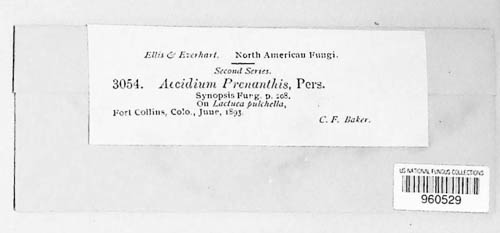 Ellis & Everhart. North American Fungi.
Second Series.
3054. Aecidium Prenanthis, Pers.
Synopsis Fung. p. 208.
On Lactuca pulchella,
Fort Collins, Colo., June, 1893.
C. F. Baker.
US NATIONAL FUNGUS COLLECTIONS
960529